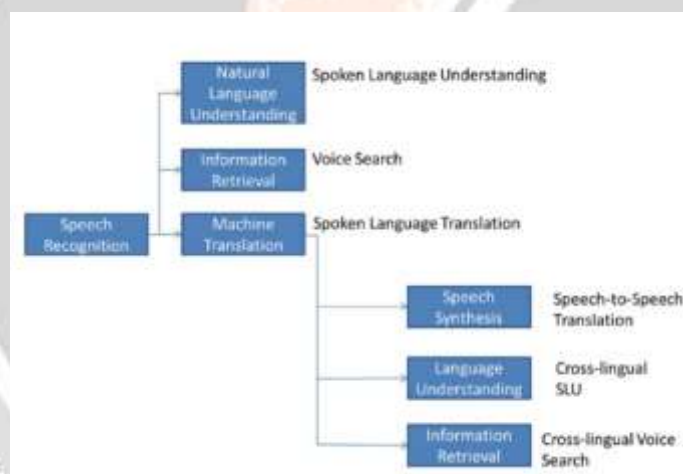 Natural
Language
Understanding
Spoken Language Understanding
Information
Retrieval
Voice Search
Speech
Recognition
Machine
Translation
Spoken Language Translation
Speech
Synthesis
Speech-to-Speech
Translation
Language
Understanding
Cross-lingual
SLU
Information
Retrieval
Cross-lingual Voice
Search